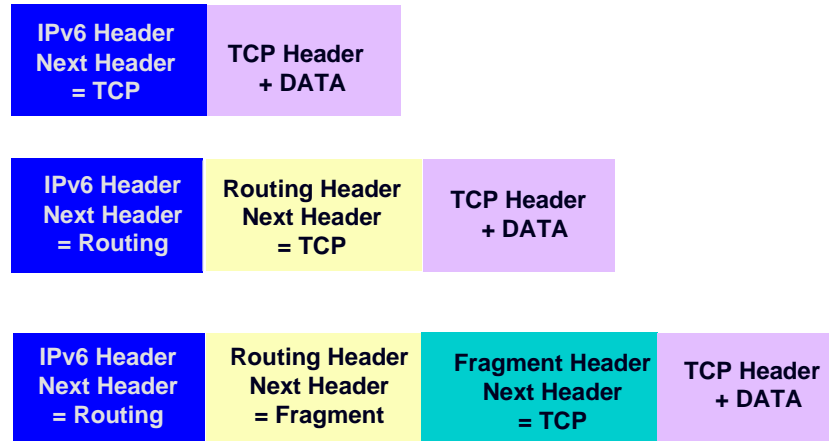 IPv6 Header
Next Header
= TCP
TCP Header
+ DATA
IPv6 Header
Next Header
= Routing
Routing Header
Next Header
= TCP
TCP Header
+ DATA
IPv6 Header
Next Header
= Routing
Routing Header
Next Header
= Fragment
Fragment Header
Next Header
= TCP
TCP Header
+ DATA